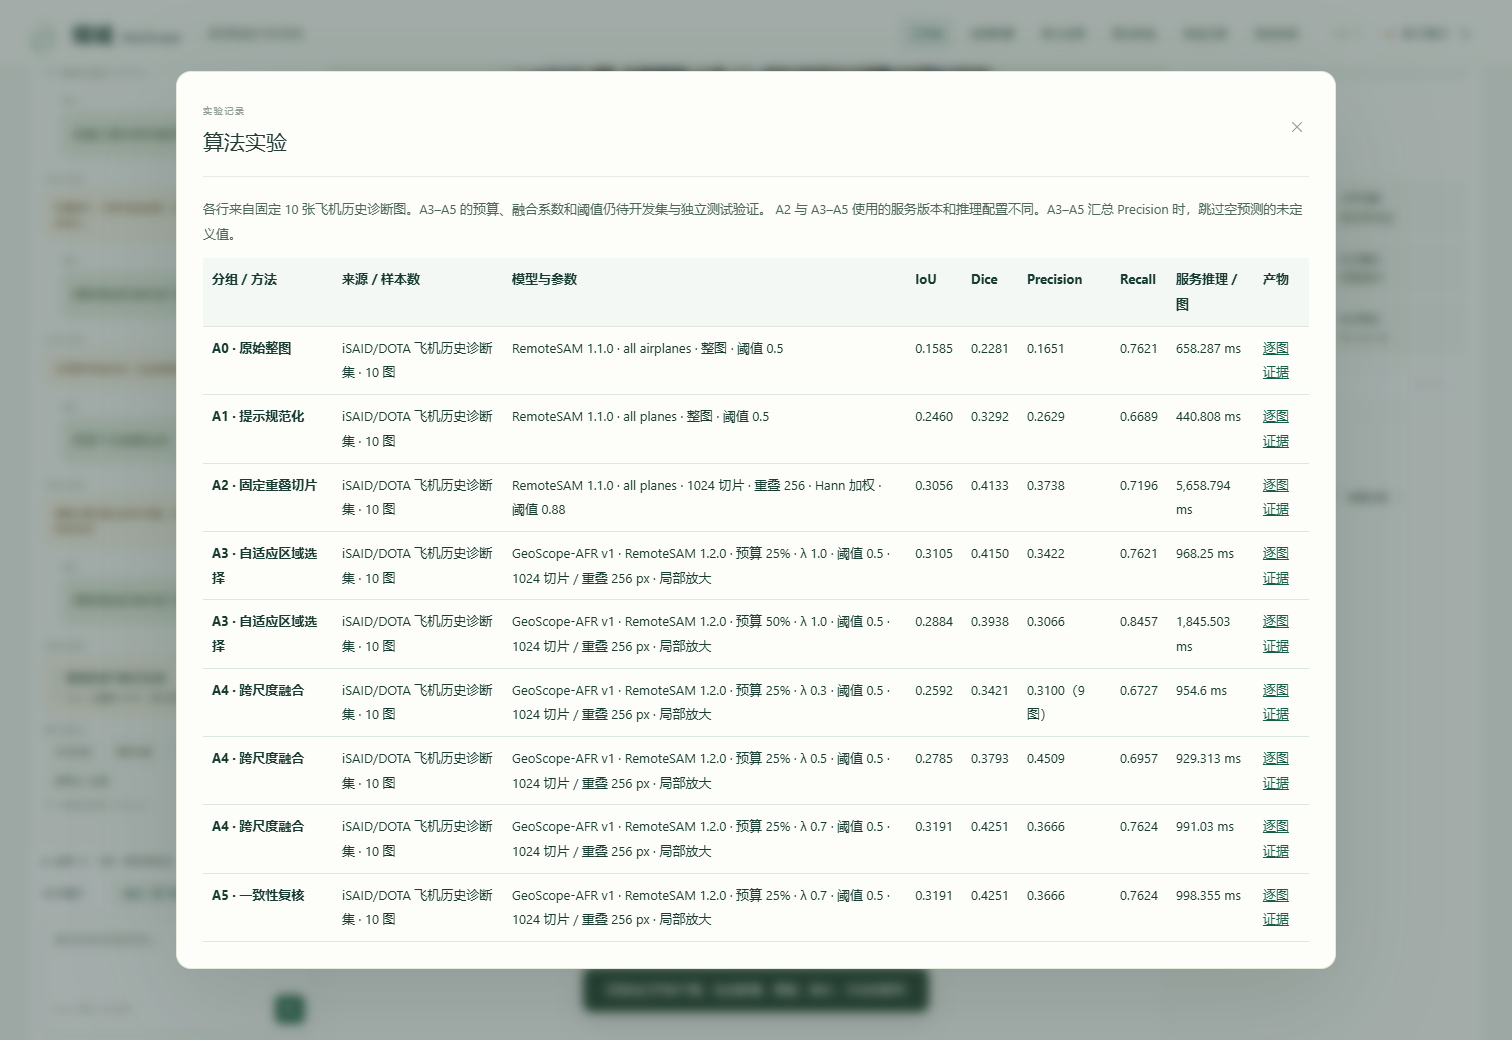 实验记录
算法实验
各行来自固定 10 张飞机历史诊断图。A3–A5 的预算、融合系数和阈值仍待开发集与独立测试验证。 A2 与 A3–A5 使用的服务版本和推理配置不同。A3–A5 汇总 Precision 时，跳过空预测的未定
义值。
分组 / 方法 来源 / 样本数 模型与参数 IoU Dice Precision Recall 服务推理 / 产物
图
A0 · 原始整图 iSAID/DOTA 飞机历史诊断 RemoteSAM 1.1.0 · all airplanes · 整图 · 阈值 0.5 0.1585 0.2281 0.1651 0.7621 658.287 ms 逐图
集 · 10 图 证据
A1 · 提示规范化 iSAID/DOTA 飞机历史诊断 RemoteSAM 1.1.0 · all planes · 整图 · 阈值 0.5 0.2460 0.3292 0.2629 0.6689 440.808 ms 逐图
集 · 10 图 证据
A2 · 固定重叠切片 iSAID/DOTA 飞机历史诊断 RemoteSAM 1.1.0 · all planes · 1024 切片 · 重叠 256 · Hann 加权 · 0.3056 0.4133 0.3738 0.7196 5,658.794 逐图
集 · 10 图 阈值 0.88 ms 证据
A3 · 自适应区域选 iSAID/DOTA 飞机历史诊断 GeoScope-AFR v1 · RemoteSAM 1.2.0 · 预算 25% · λ 1.0 · 阈值 0.5 · 0.3105 0.4150 0.3422 0.7621 968.25 ms 逐图
择 集 · 10 图 1024 切片 / 重叠 256 px · 局部放大 证据
A3 · 自适应区域选 iSAID/DOTA 飞机历史诊断 GeoScope-AFR v1 · RemoteSAM 1.2.0 · 预算 50% · λ 1.0 · 阈值 0.5 · 0.2884 0.3938 0.3066 0.8457 1,845.503 逐图
择 集 · 10 图 1024 切片 / 重叠 256 px · 局部放大 ms 证据
A4 · 跨尺度融合 iSAID/DOTA 飞机历史诊断 GeoScope-AFR v1 · RemoteSAM 1.2.0 · 预算 25% · λ 0.3 · 阈值 0.5 · 0.2592 0.3421 0.3100（9 0.6727 954.6 ms 逐图
集 · 10 图 1024 切片 / 重叠 256 px · 局部放大 图） 证据
A4 · 跨尺度融合 iSAID/DOTA 飞机历史诊断 GeoScope-AFR v1 · RemoteSAM 1.2.0 · 预算 25% · λ 0.5 · 阈值 0.5 · 0.2785 0.3793 0.4509 0.6957 929.313 ms 逐图
集 · 10 图 1024 切片 / 重叠 256 px · 局部放大 证据
A4 · 跨尺度融合 iSAID/DOTA 飞机历史诊断 GeoScope-AFR v1 · RemoteSAM 1.2.0 · 预算 25% · λ 0.7 · 阈值 0.5 · 0.3191 0.4251 0.3666 0.7624 991.03 ms 逐图
集 · 10 图 1024 切片 / 重叠 256 px · 局部放大 证据
A5 · 一致性复核 iSAID/DOTA 飞机历史诊断 GeoScope-AFR v1 · RemoteSAM 1.2.0 · 预算 25% · λ 0.7 · 阈值 0.5 · 0.3191 0.4251 0.3666 0.7624 998.355 ms 逐图
集 · 10 图 1024 切片 / 重叠 256 px · 局部放大 证据